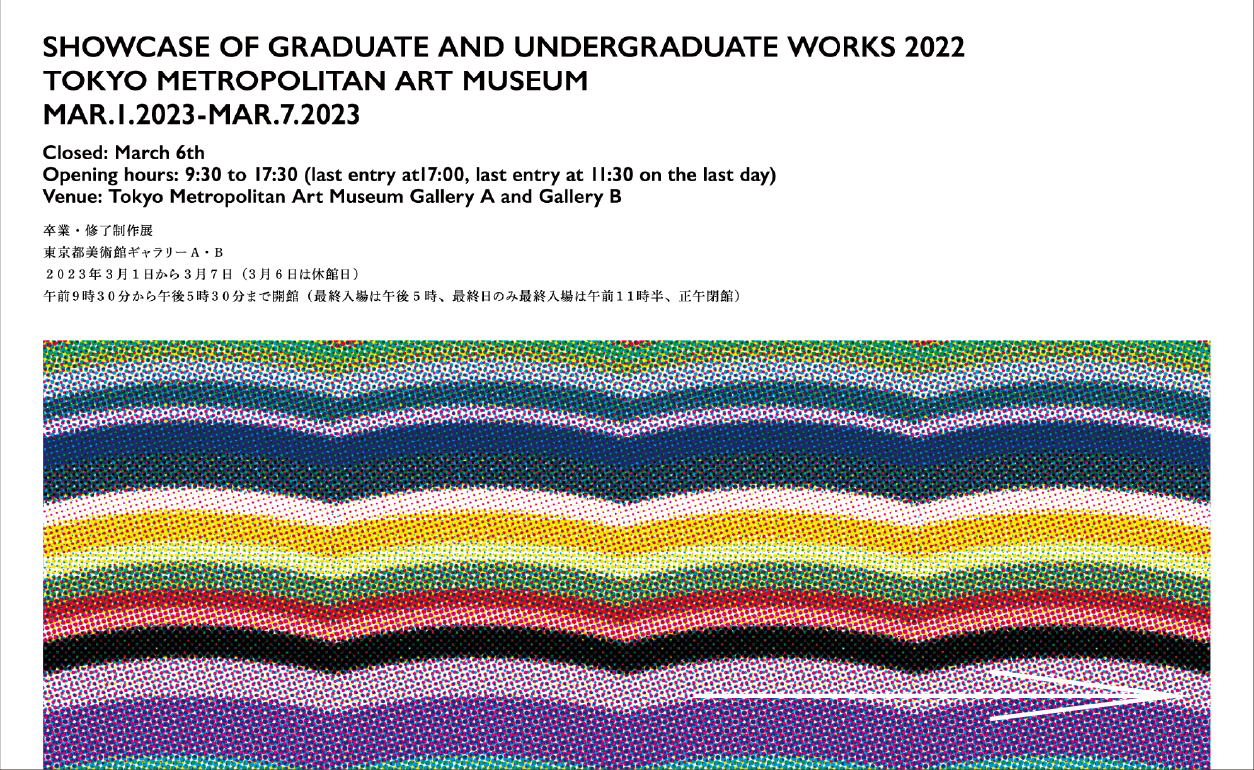 SHOWCASE OF GRADUATE AND UNDERGRADUATE WORKS 2022
TOKYO METROPOLITAN ART MUSEUM
MAR.1.2023-MAR.7.2023
Closed: March 6th
Opening hours: 9:30 to 17:30 (last entry at17:00, last entry at 11:30 on the last day)
Venue: Tokyo Metropolitan Art Museum Gallery A and Gallery B
卒業・修了制作展
東京都美術館ギャラリーA・B
２０２３年３月１日から３月７日（３月６日は休館日）
午前９時３０分から午後５時３０分まで開館（最終入場は午後５時、最終日のみ最終入場は午前１１時半、正午閉館）